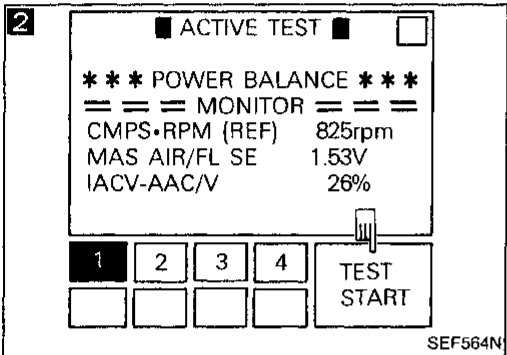 2
■ ACTIVE TEST ■
＊＊＊ POWER BALANCE ＊＊＊
＝＝＝ MONITOR ＝＝＝
CMPS•RPM (REF) 825rpm
MAS AIR/FL SE 1.53V
IACV-AAC/V 26%
1 2 3 4 TEST
START
SEF564N